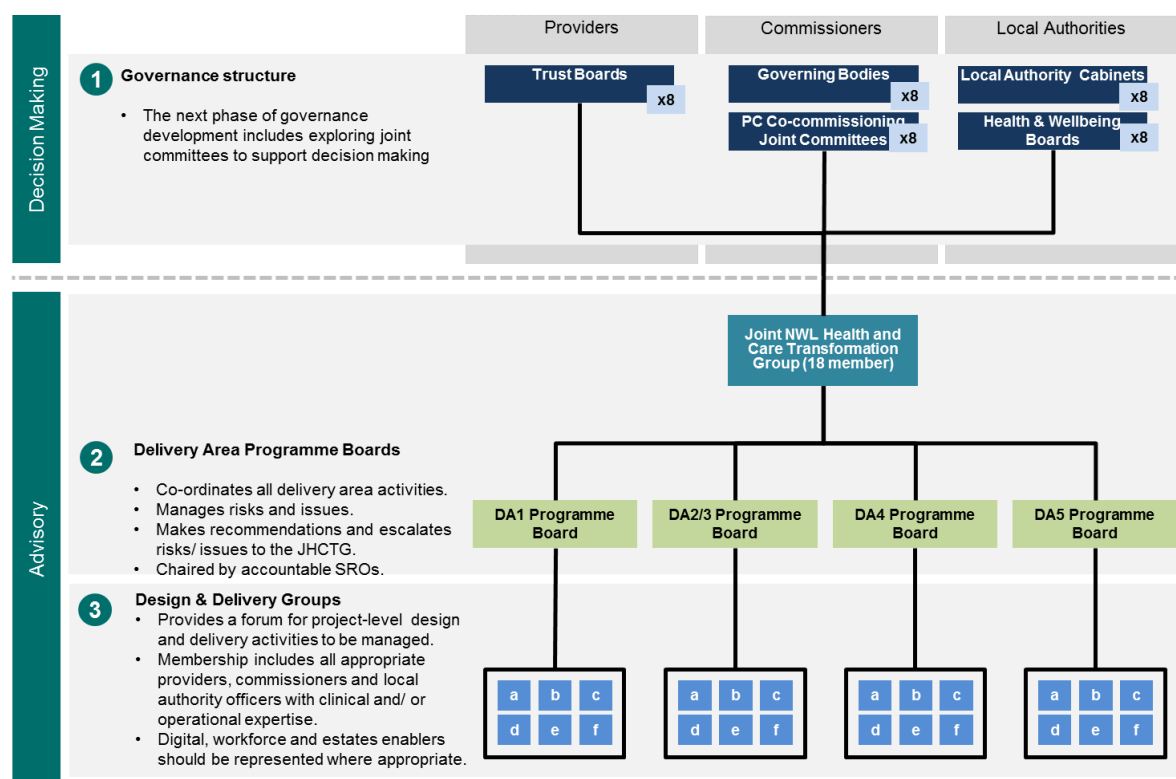 Providers
Commissioners
Local Authorities
Decision Making
1
Governance structure
• The next phase of governance
development includes exploring joint
committees to support decision making
Trust Boards
x8
Governing Bodies
x8
PC Co-commissioning
Joint Committees
x8
Local Authority Cabinets
x8
Health & Wellbeing
Boards
x8
Advisory
Joint NWL Health and
Care Transformation
Group (18 member)
2
Delivery Area Programme Boards
• Co-ordinates all delivery area activities.
• Manages risks and issues.
• Makes recommendations and escalates
risks/ issues to the JHCTG.
• Chaired by accountable SROs.
DA1 Programme
Board
DA2/3 Programme
Board
DA4 Programme
Board
DA5 Programme
Board
3
Design & Delivery Groups
• Provides a forum for project-level design
and delivery activities to be managed.
• Membership includes all appropriate
providers, commissioners and local
authority officers with clinical and/ or
operational expertise.
• Digital, workforce and estates enablers
should be represented where appropriate.
a b c
d e f
a b c
d e f
a b c
d e f
a b c
d e f